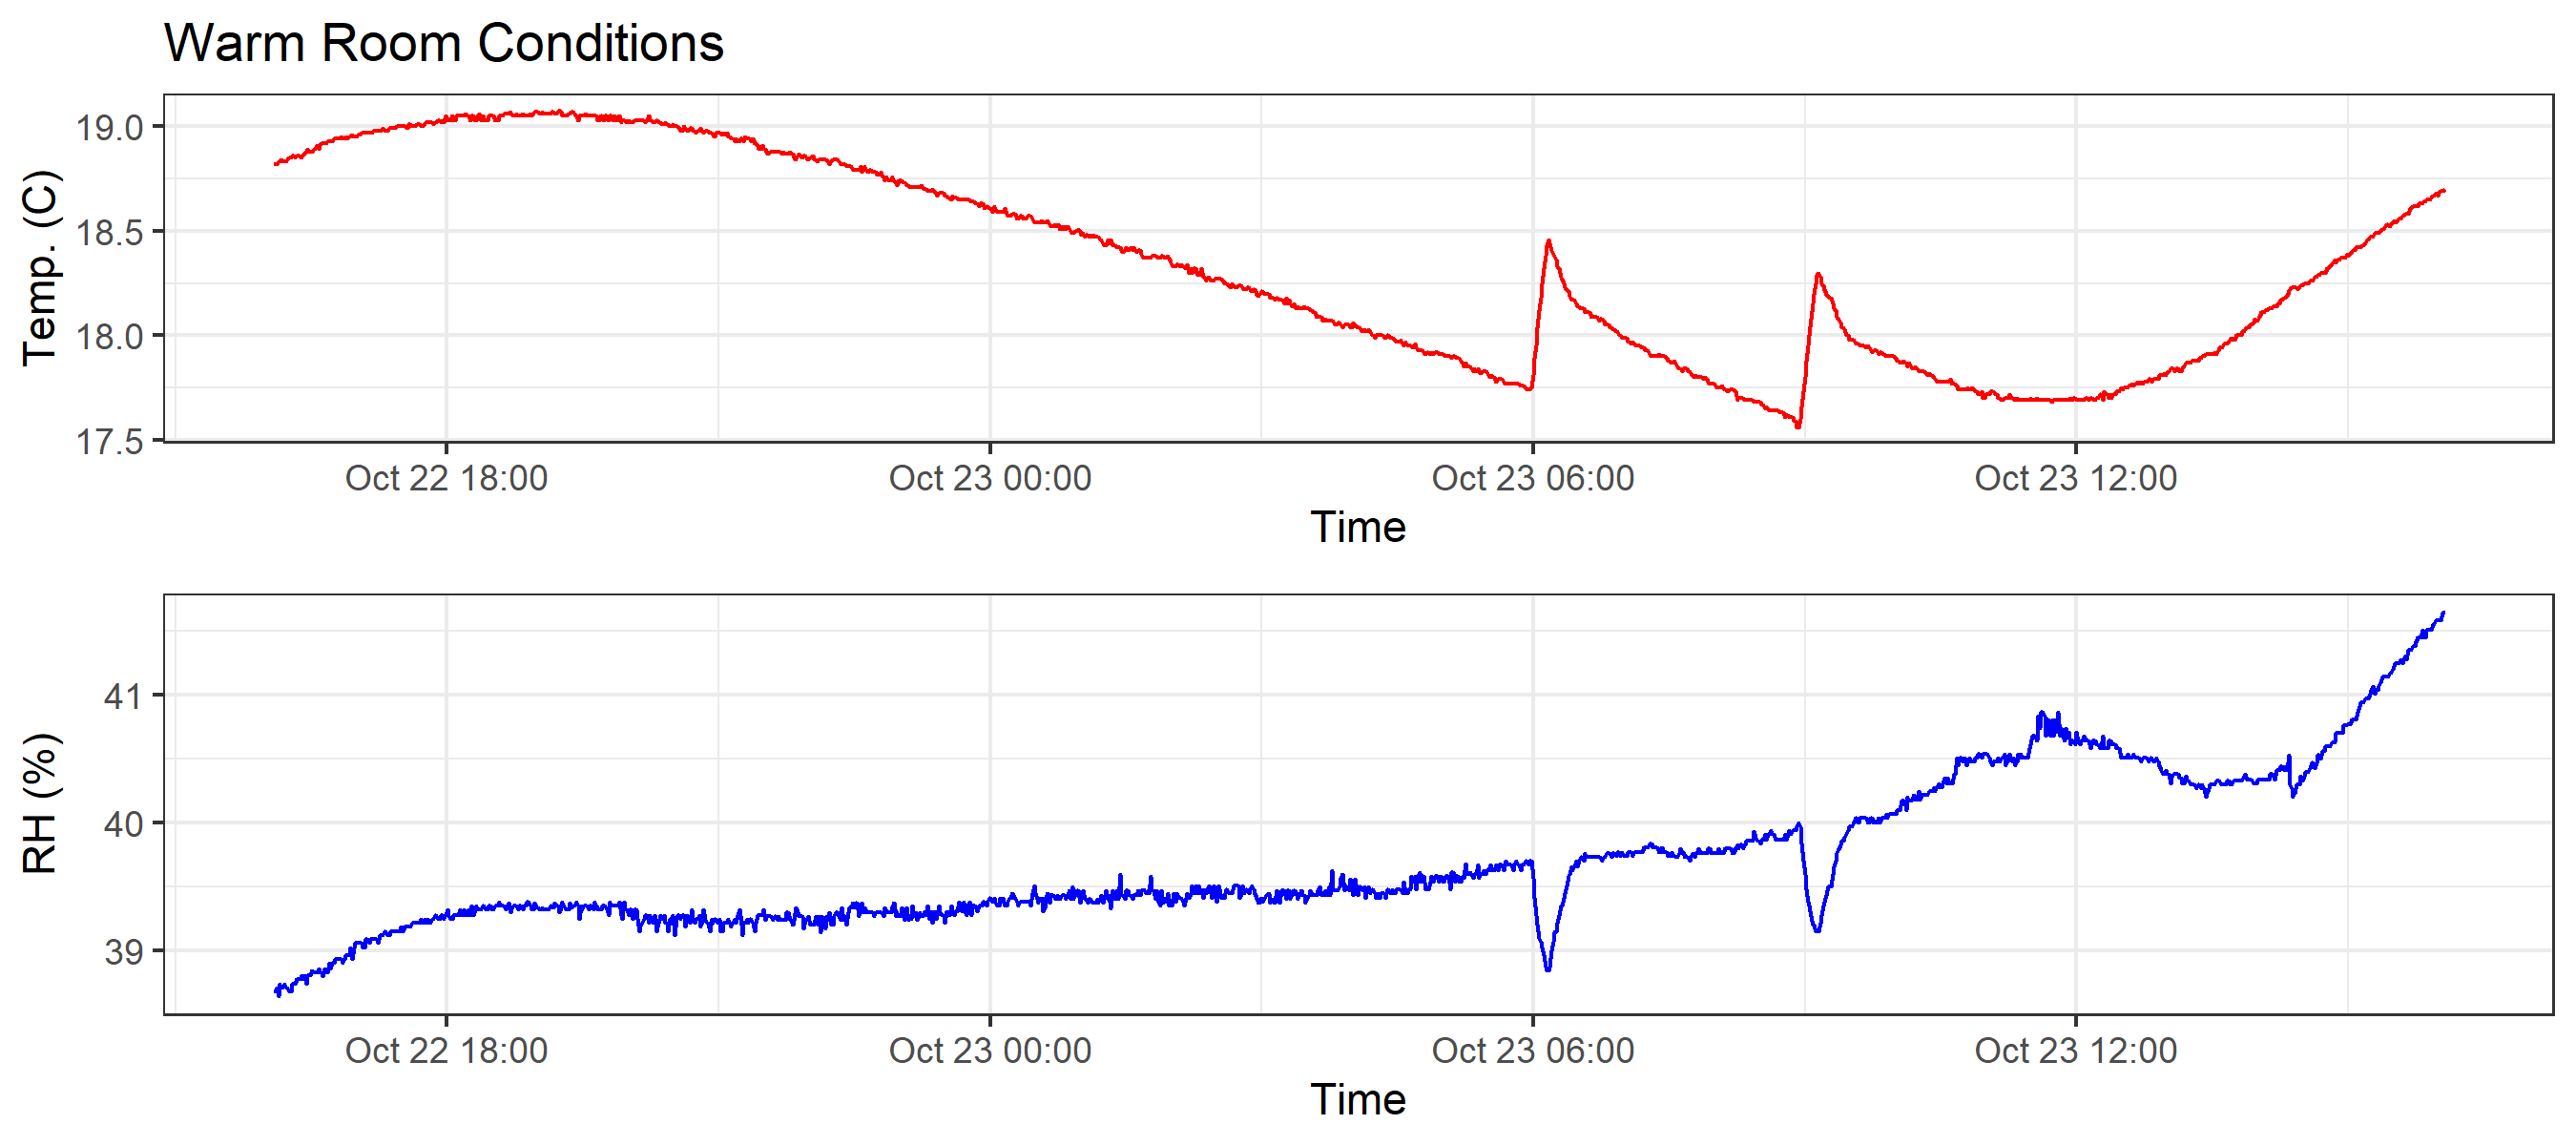 Warm Room Conditions
Temp. (C)
19.0
18.5
18.0
17.5
Oct 22 18:00 Oct 23 00:00 Oct 23 06:00 Oct 23 12:00
Time
RH (%)
41
40
39
Oct 22 18:00 Oct 23 00:00 Oct 23 06:00 Oct 23 12:00
Time